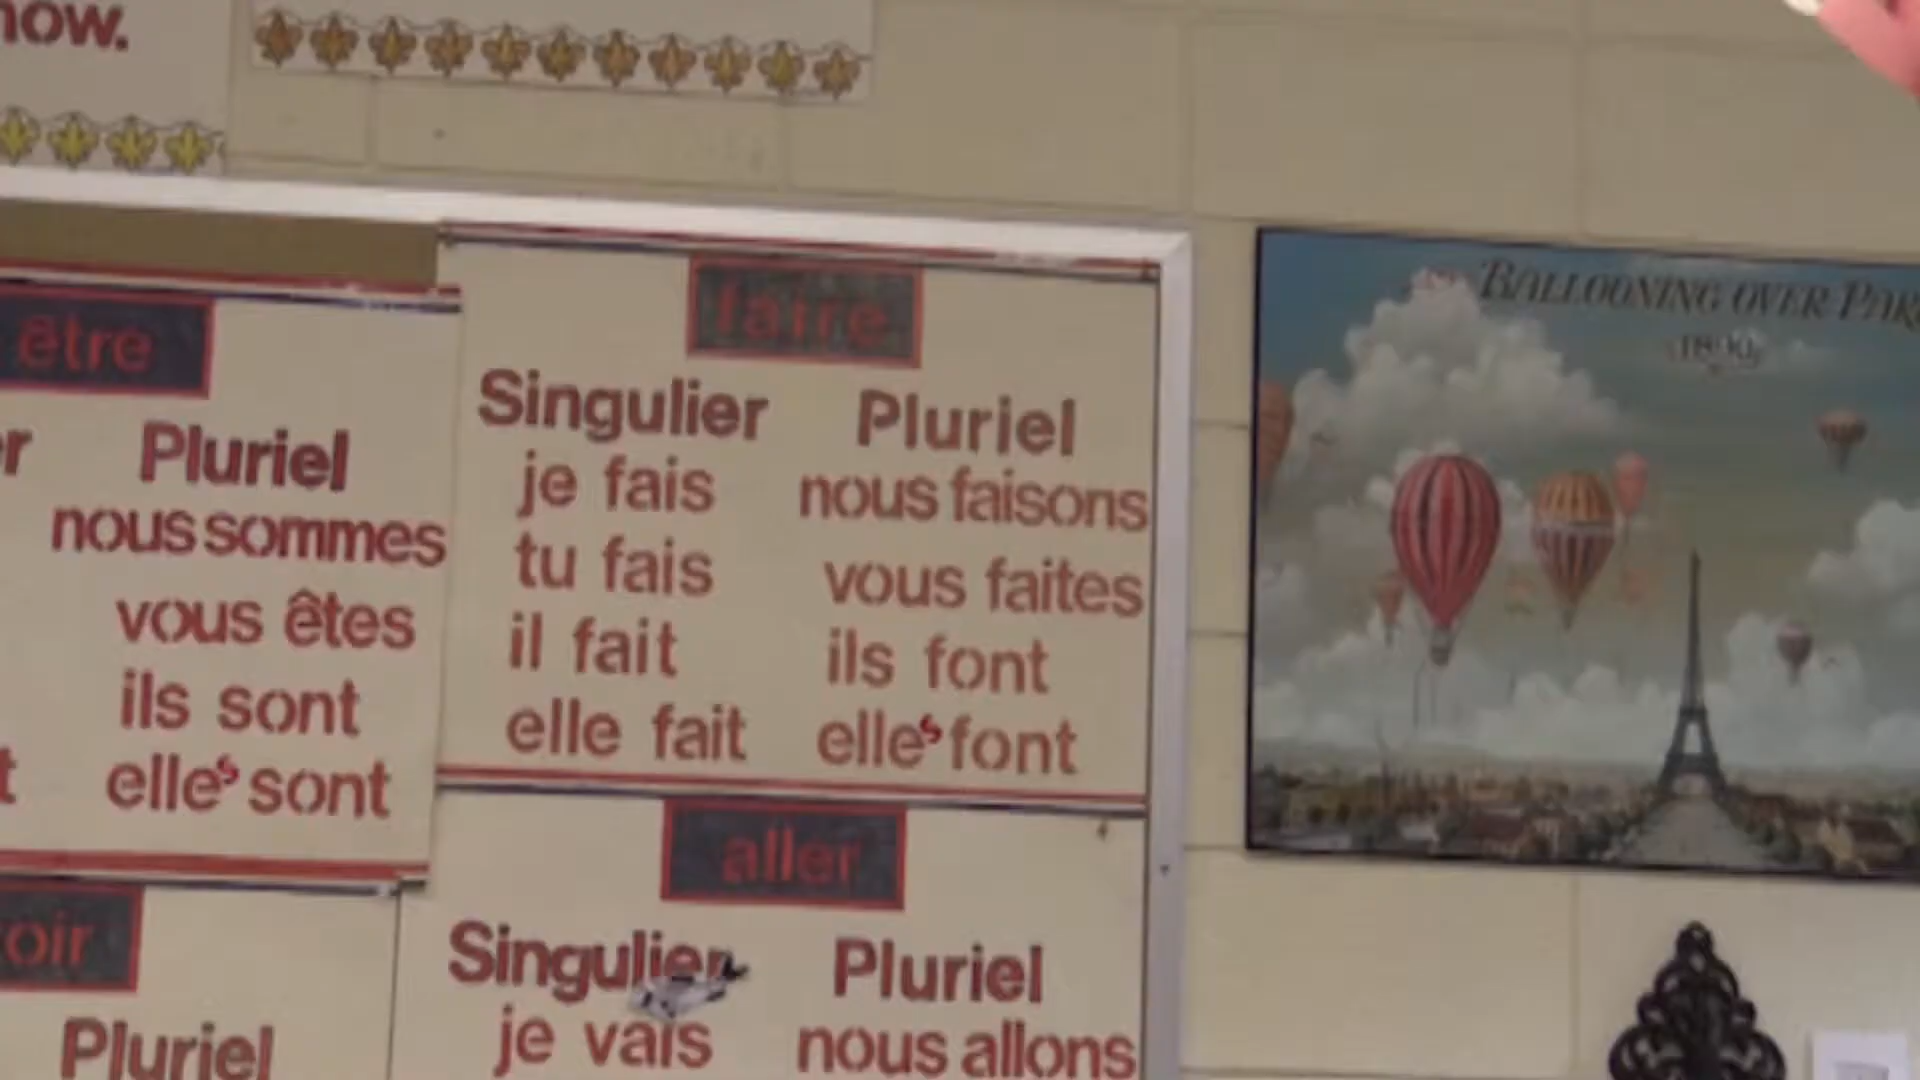 now.
être
Pluriel
nous sommes
vous êtes
ils sont
elles sont
faire
Singulier Pluriel
je fais nous faisons
tu fais vous faites
il fait ils font
elle fait elles font
aller
Singulier Pluriel
je vais nous allons
oir
Pluriel
BALLOONING OVER PAR